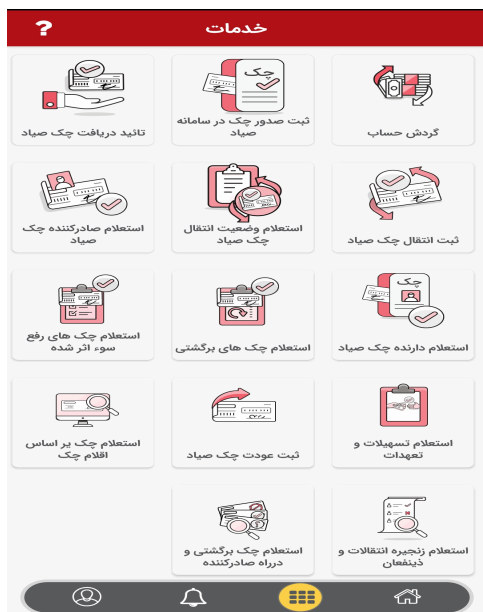 خدمات
?
گردش حساب
چک
ثبت صدور چک در سامانه
صیاد
تائید دریافت چک صیاد
ثبت انتقال چک صیاد
استعلام وضعیت انتقال
چک صیاد
استعلام صادرکننده چک
صیاد
چک
استعلام دارنده چک صیاد
استعلام چک های برگشتی
استعلام چک های رفع
سوء اثر شده
استعلام تسهیلات و
تعهدات
ثبت عودت چک صیاد
استعلام چک یر اساس
اقلام چک
استعلام زنجیره انتقالات و
ذینفعان
استعلام چک برگشتی و
درراه صادرکننده